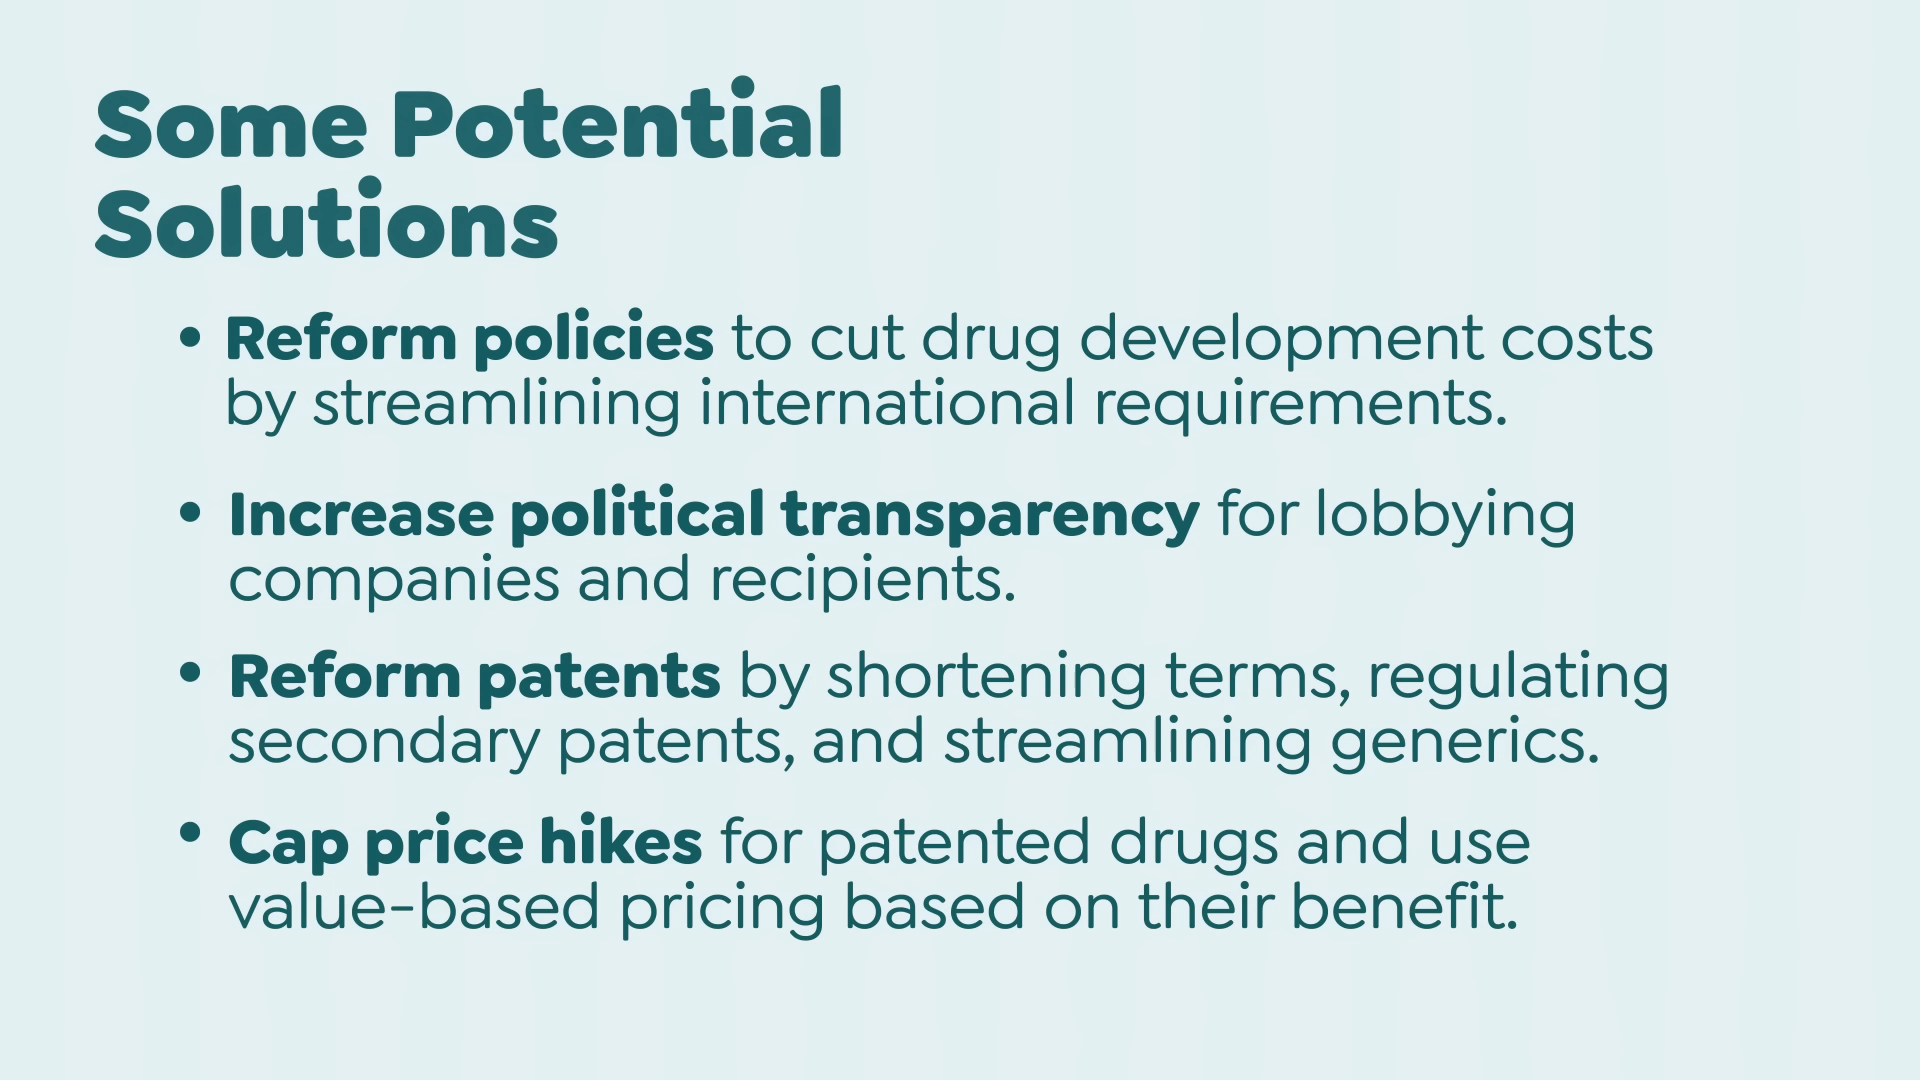 Some Potential
Solutions
• Reform policies to cut drug development costs
by streamlining international requirements.
• Increase political transparency for lobbying
companies and recipients.
• Reform patents by shortening terms, regulating
secondary patents, and streamlining generics.
• Cap price hikes for patented drugs and use
value-based pricing based on their benefit.